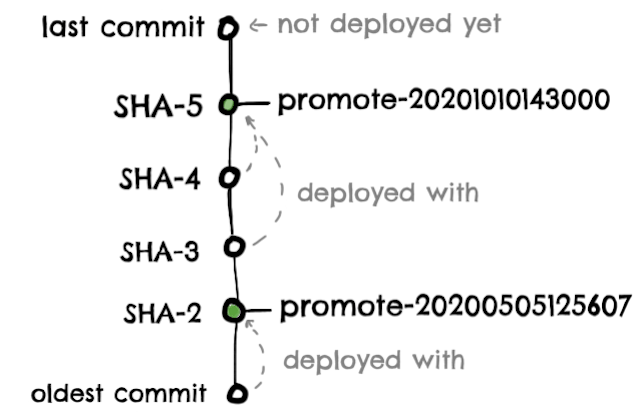 last commit ← not deployed yet
SHA-5 promote-20201010143000
SHA-4
deployed with
SHA-3
SHA-2 promote-20200505125607
deployed with
oldest commit